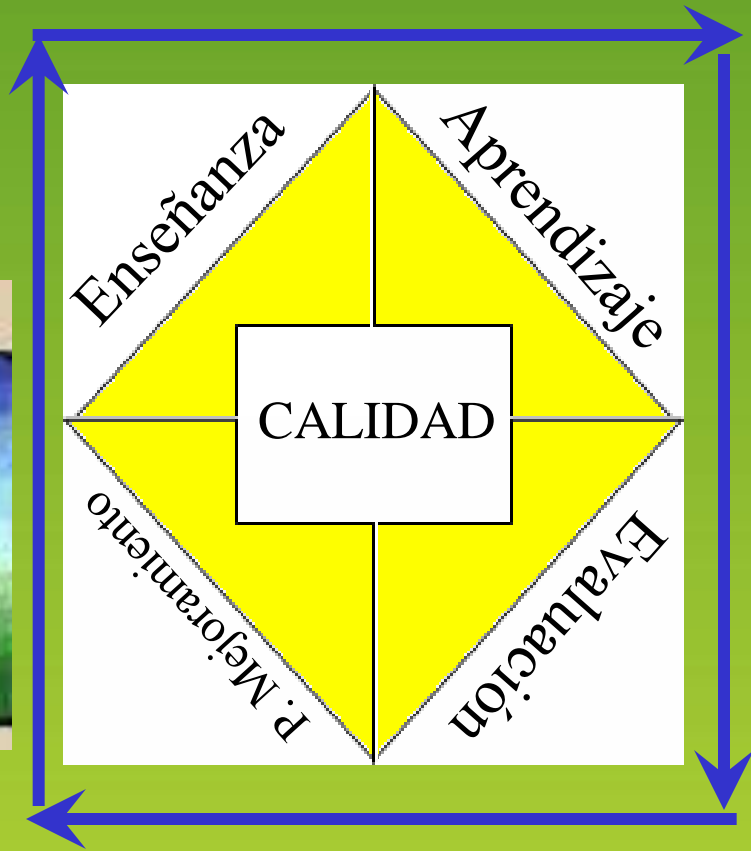 Enseñanza
Aprendizaje
CALIDAD
Evaluación
P. Mejoramiento